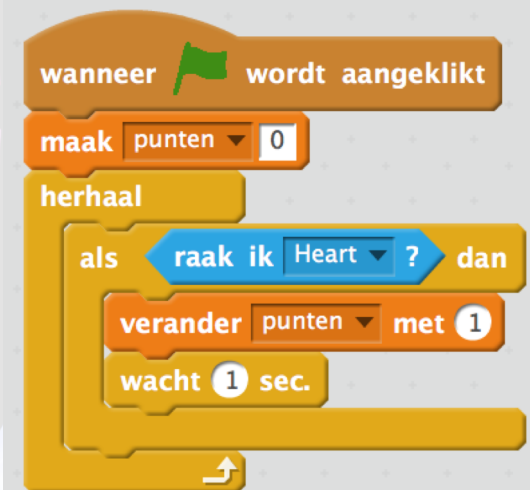 wanneer wordt aangeklikt
maak punten 0
herhaal
als raak ik Heart ? dan
verander punten met 1
wacht 1 sec.